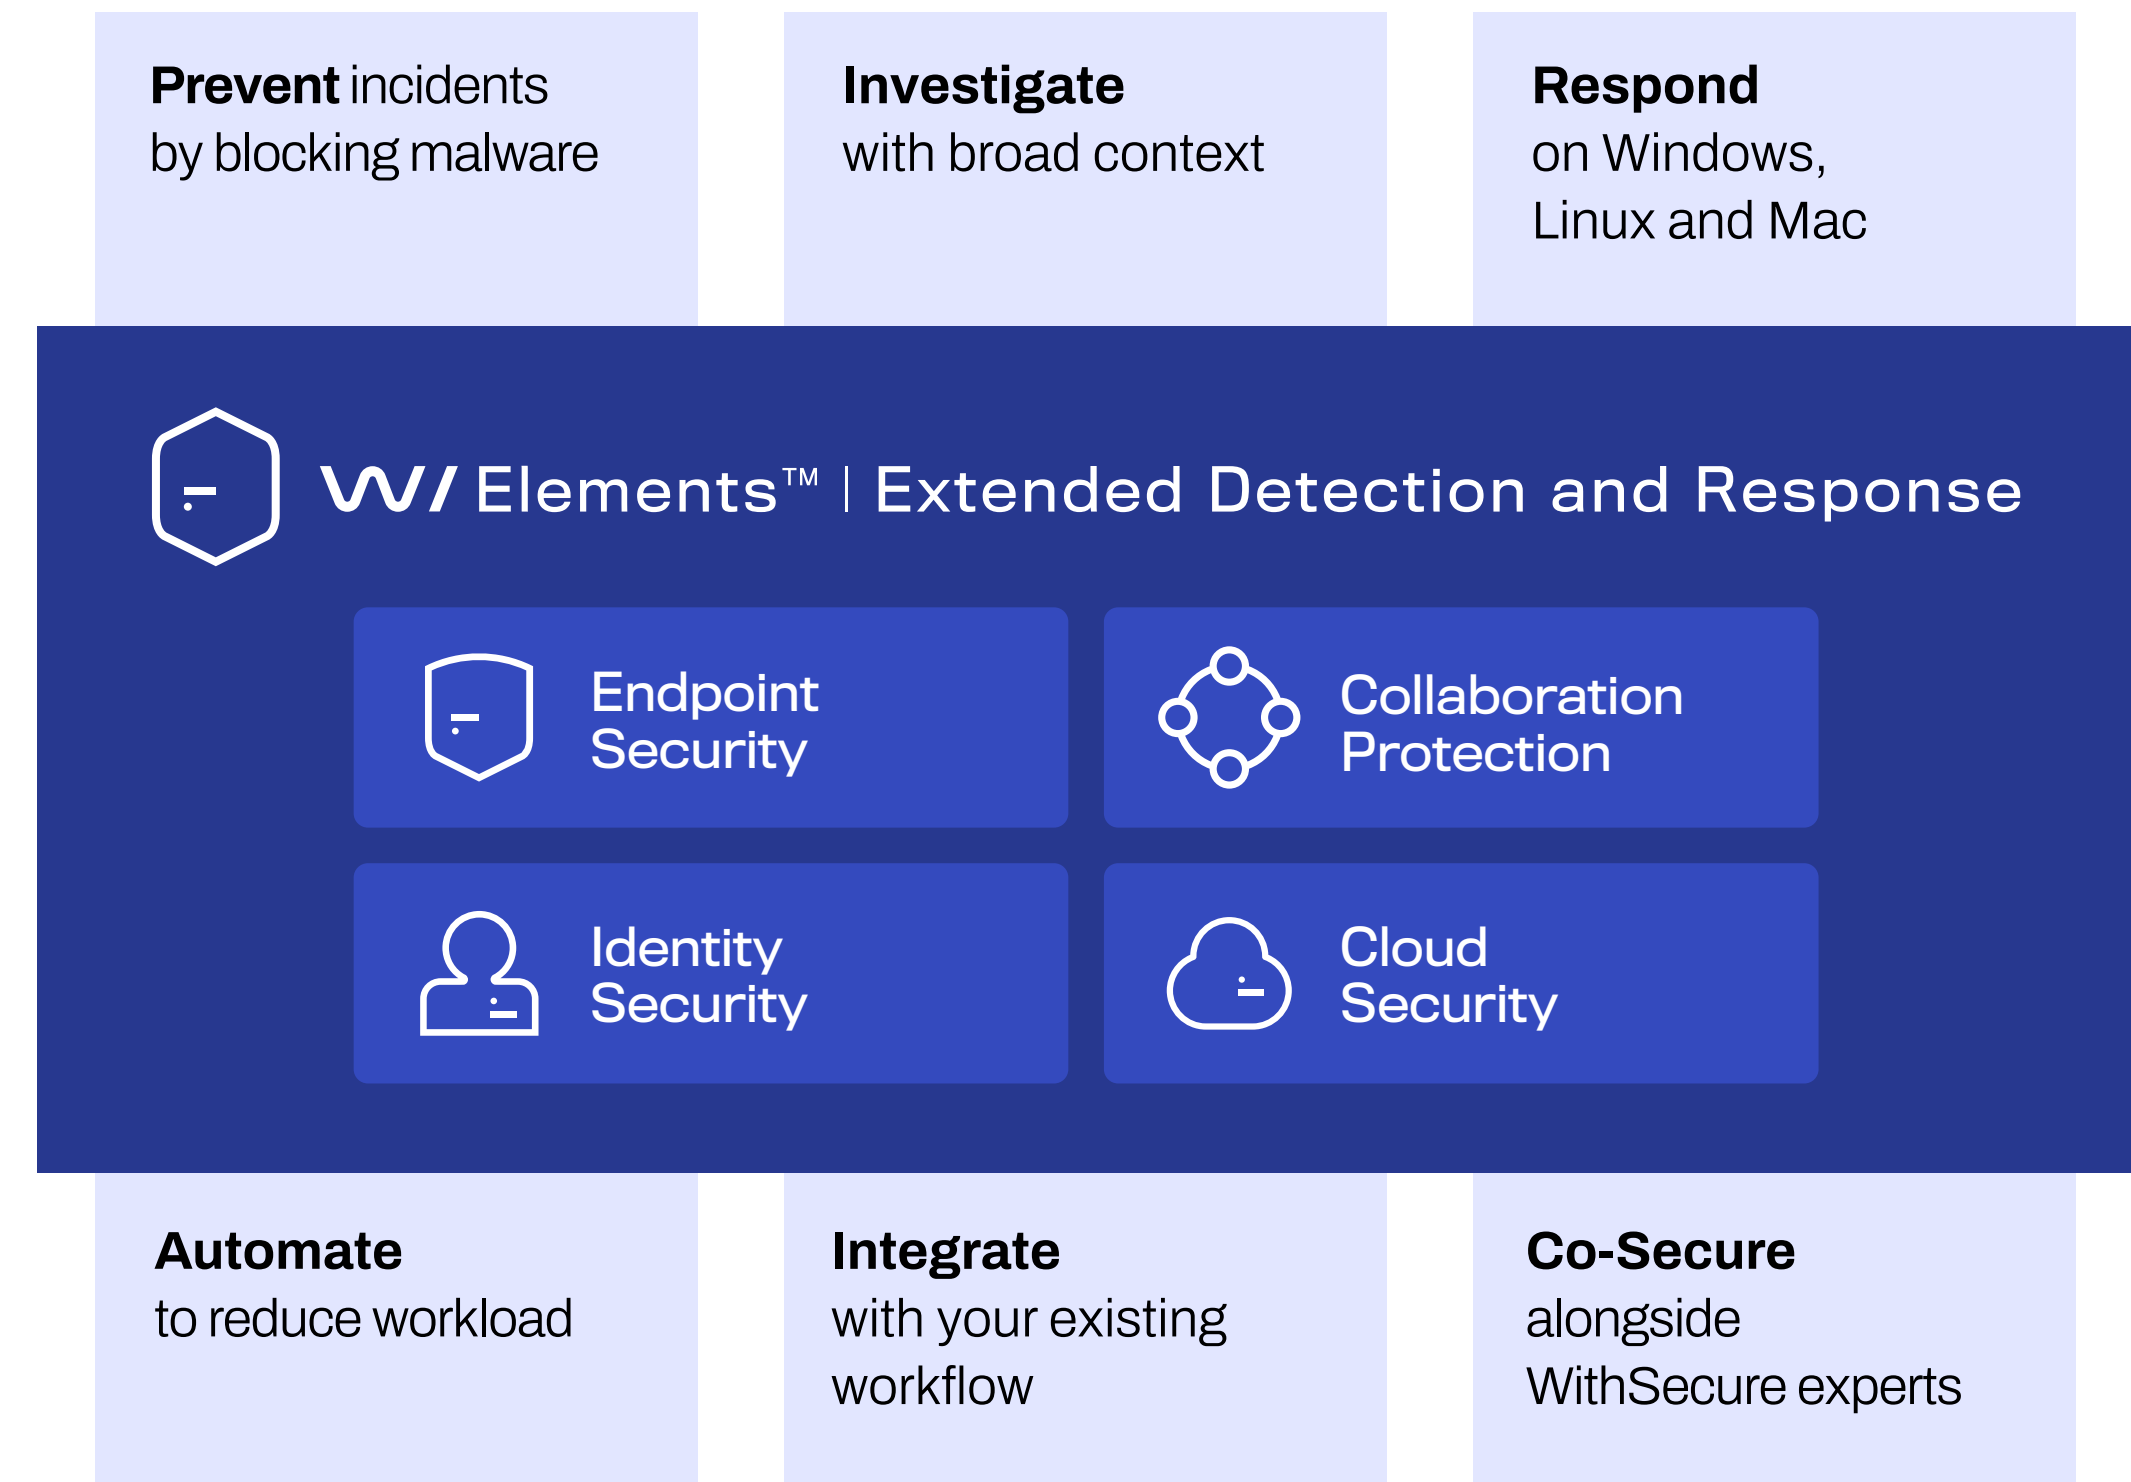 Prevent incidents
by blocking malware
Investigate
with broad context
Respond
on Windows,
Linux and Mac
W/ Elements™ | Extended Detection and Response
Endpoint
Security
Collaboration
Protection
Identity
Security
Cloud
Security
Automate
to reduce workload
Integrate
with your existing
workflow
Co-Secure
alongside
WithSecure experts